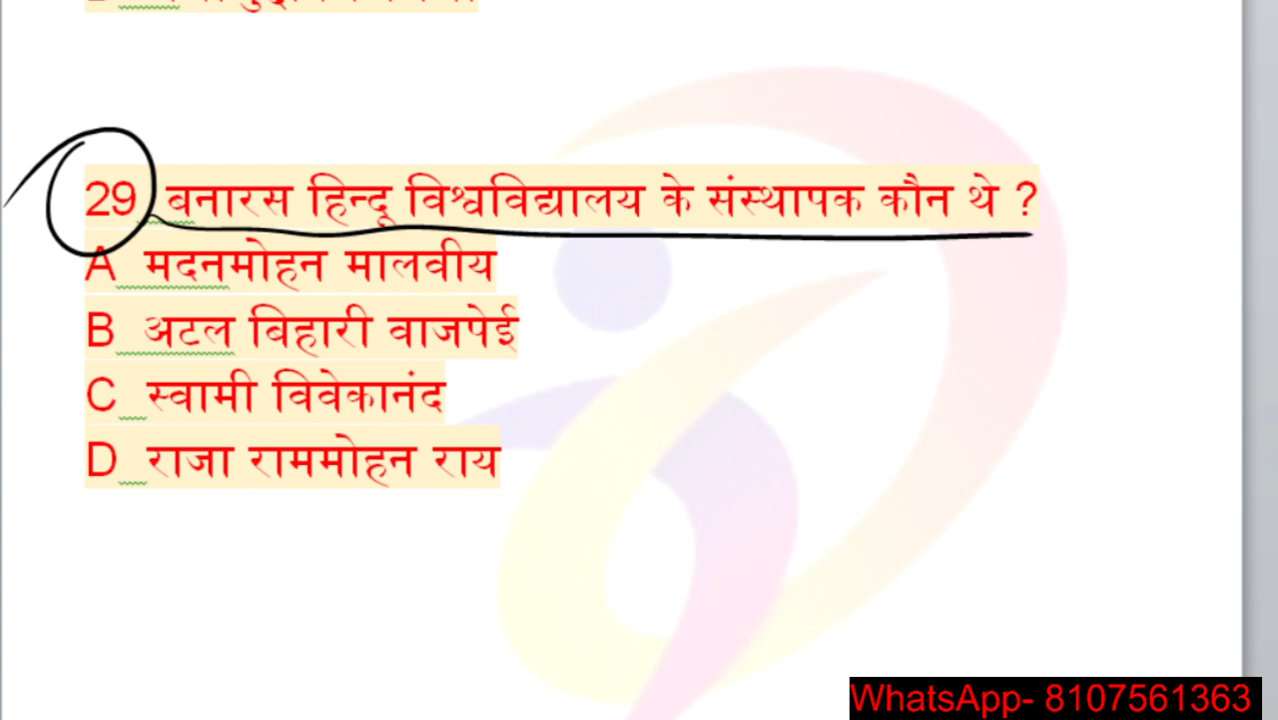 29 बनारस हिन्दू विश्वविद्यालय के संस्थापक कौन थे ?
A मदनमोहन मालवीय
B अटल बिहारी वाजपेई
C स्वामी विवेकानंद
D राजा राममोहन राय
WhatsApp- 8107561363